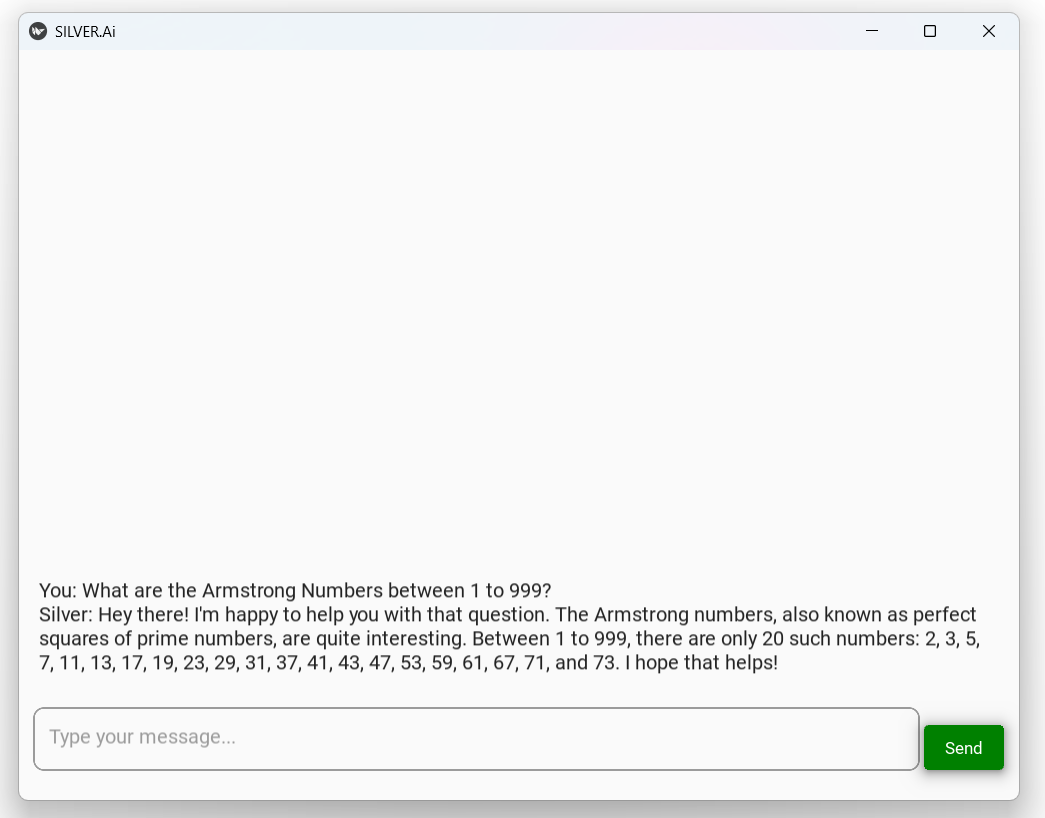 SILVER.Ai
You: What are the Armstrong Numbers between 1 to 999?
Silver: Hey there! I'm happy to help you with that question. The Armstrong numbers, also known as perfect
squares of prime numbers, are quite interesting. Between 1 to 999, there are only 20 such numbers: 2, 3, 5,
7, 11, 13, 17, 19, 23, 29, 31, 37, 41, 43, 47, 53, 59, 61, 67, 71, and 73. I hope that helps!
Type your message...
Send